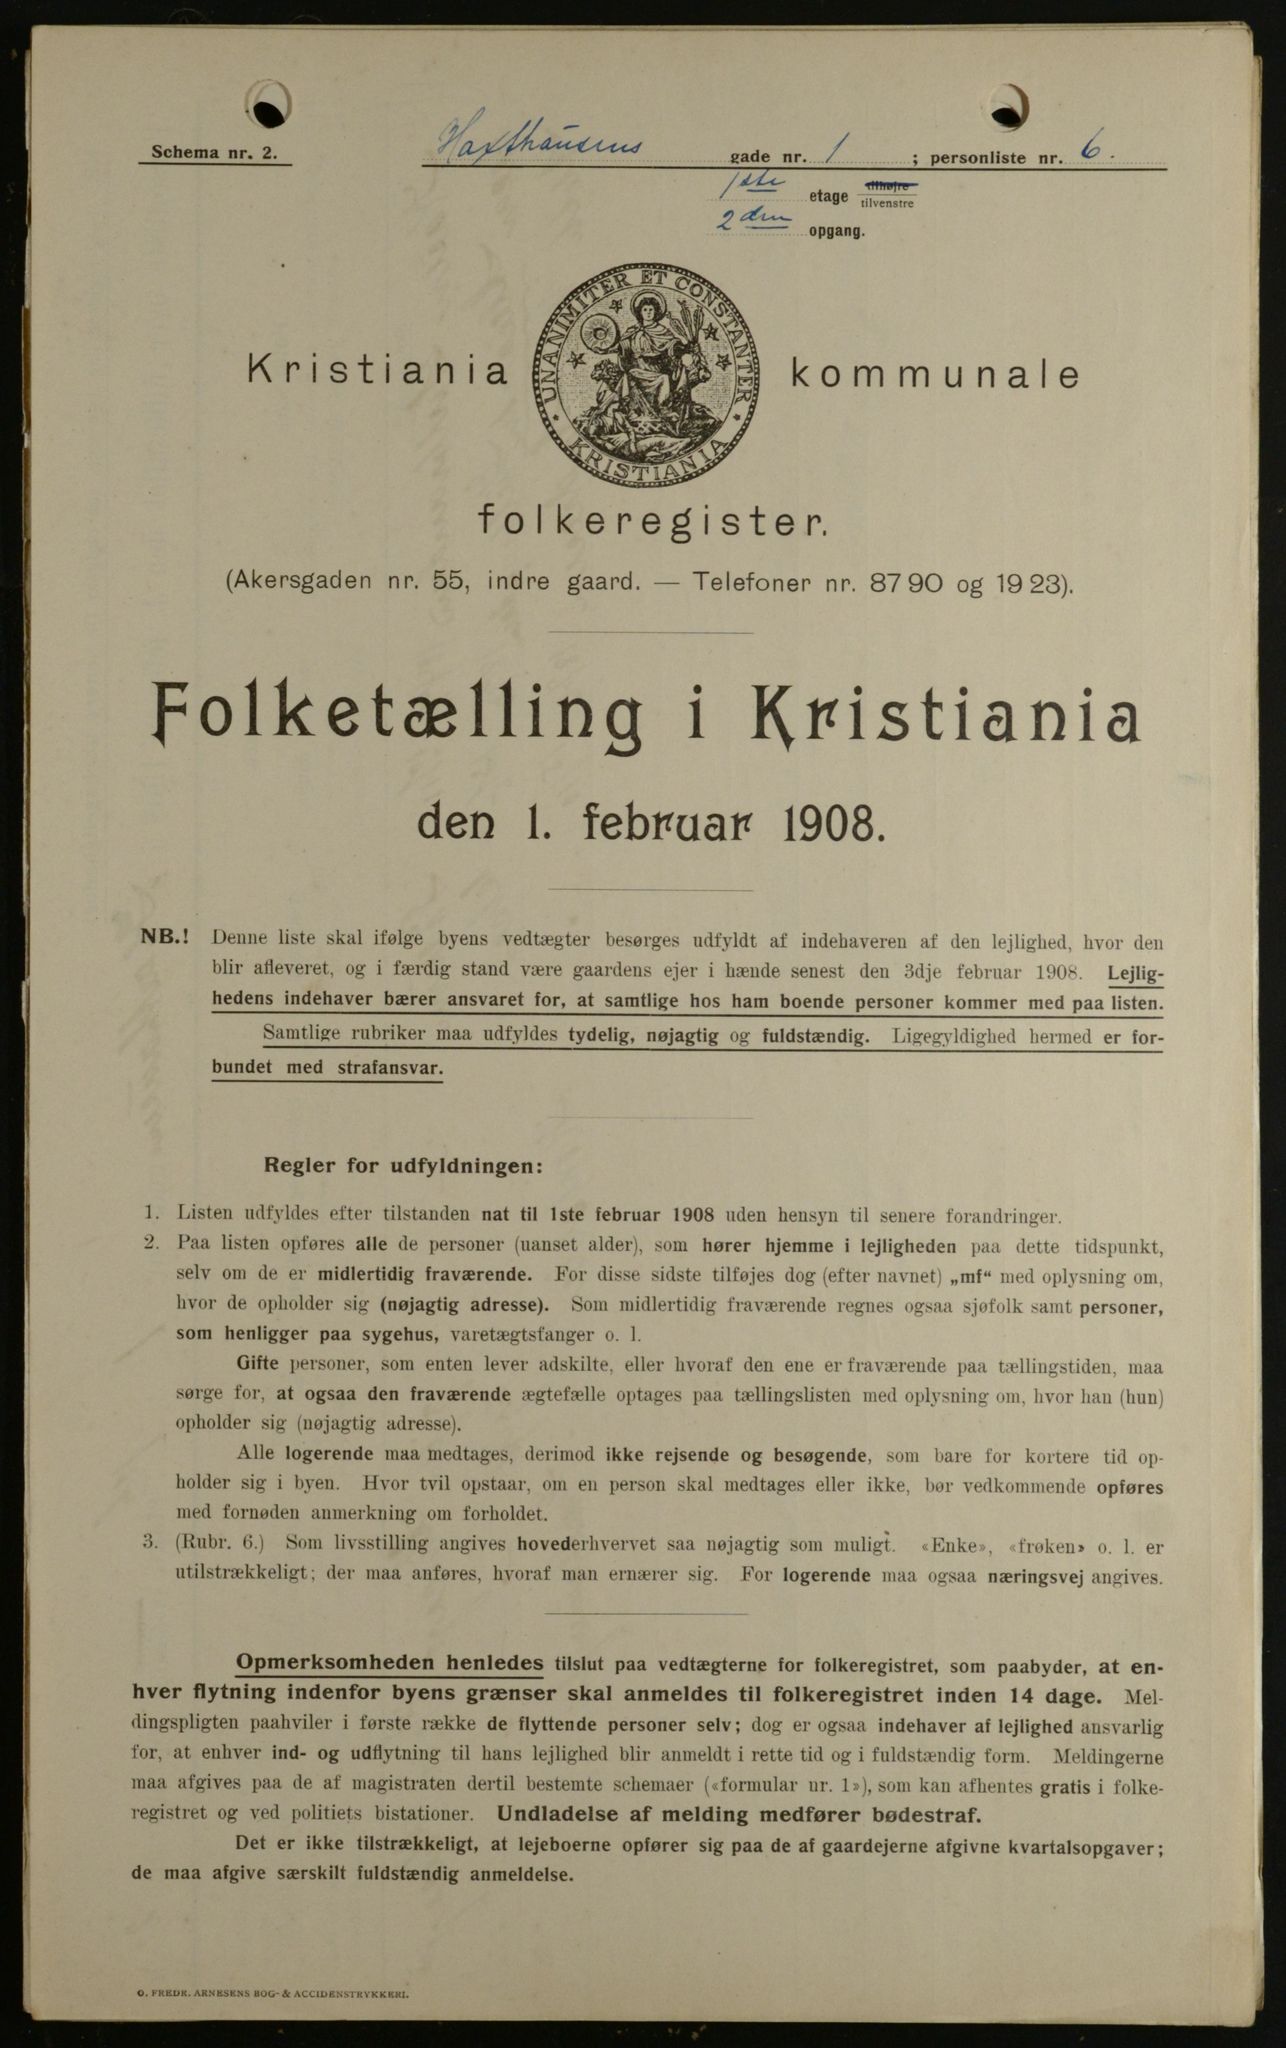 Schema nr. 2.
Haxthausens gade nr. 1 ; personliste nr. 6.
1ste etage tilhøjre
tilvenstre
2den opgang.
UNANIMITER ET CONSTANTER
KRISTIANIA
Kristiania kommunale
folkeregister.
(Akersgaden nr. 55, indre gaard. — Telefoner nr. 87 90 og 19 23).
Folketælling i Kristiania
den 1. februar 1908.
NB.! Denne liste skal ifølge byens vedtægter besørges udfyldt af indehaveren af den lejlighed, hvor den
blir afleveret, og i færdig stand være gaardens ejer i hænde senest den 3dje februar 1908. Lejlig-
hedens indehaver bærer ansvaret for, at samtlige hos ham boende personer kommer med paa listen.
Samtlige rubriker maa udfyldes tydelig, nøjagtig og fuldstændig. Ligegyldighed hermed er for-
bundet med strafansvar.
Regler for udfyldningen:
1. Listen udfyldes efter tilstanden nat til 1ste februar 1908 uden hensyn til senere forandringer.
2. Paa listen opføres alle de personer (uanset alder), som hører hjemme i lejligheden paa dette tidspunkt,
selv om de er midlertidig fraværende. For disse sidste tilføjes dog (efter navnet) „mf“ med oplysning om,
hvor de opholder sig (nøjagtig adresse). Som midlertidig fraværende regnes ogsaa sjøfolk samt personer,
som henligger paa sygehus, varetægtsfanger o. l.
Gifte personer, som enten lever adskilte, eller hvoraf den ene er fraværende paa tællingstiden, maa
sørge for, at ogsaa den fraværende ægtefælle optages paa tællingslisten med oplysning om, hvor han (hun)
opholder sig (nøjagtig adresse).
Alle logerende maa medtages, derimod ikke rejsende og besøgende, som bare for kortere tid op-
holder sig i byen. Hvor tvil opstaar, om en person skal medtages eller ikke, bør vedkommende opføres
med fornøden anmerkning om forholdet.
3. (Rubr. 6.) Som livsstilling angives hovederhvervet saa nøjagtig som muligt. «Enke», «frøken» o. l. er
utilstrækkeligt; der maa anføres, hvoraf man ernærer sig. For logerende maa ogsaa næringsvej angives.
Opmerksomheden henledes tilslut paa vedtægterne for folkeregistret, som paabyder, at en-
hver flytning indenfor byens grænser skal anmeldes til folkeregistret inden 14 dage. Mel-
dingspligten paahviler i første række de flyttende personer selv; dog er ogsaa indehaver af lejlighed ansvarlig
for, at enhver ind- og udflytning til hans lejlighed blir anmeldt i rette tid og i fuldstændig form. Meldingerne
maa afgives paa de af magistraten dertil bestemte schemaer («formular nr. 1»), som kan afhentes gratis i folke-
registret og ved politiets bistationer. Undladelse af melding medfører bødestraf.
Det er ikke tilstrækkeligt, at lejeboerne opfører sig paa de af gaardejerne afgivne kvartalsopgaver;
de maa afgive særskilt fuldstændig anmeldelse.
O. FREDR. ARNESENS BOG- & ACCIDENSTRYKKERI.